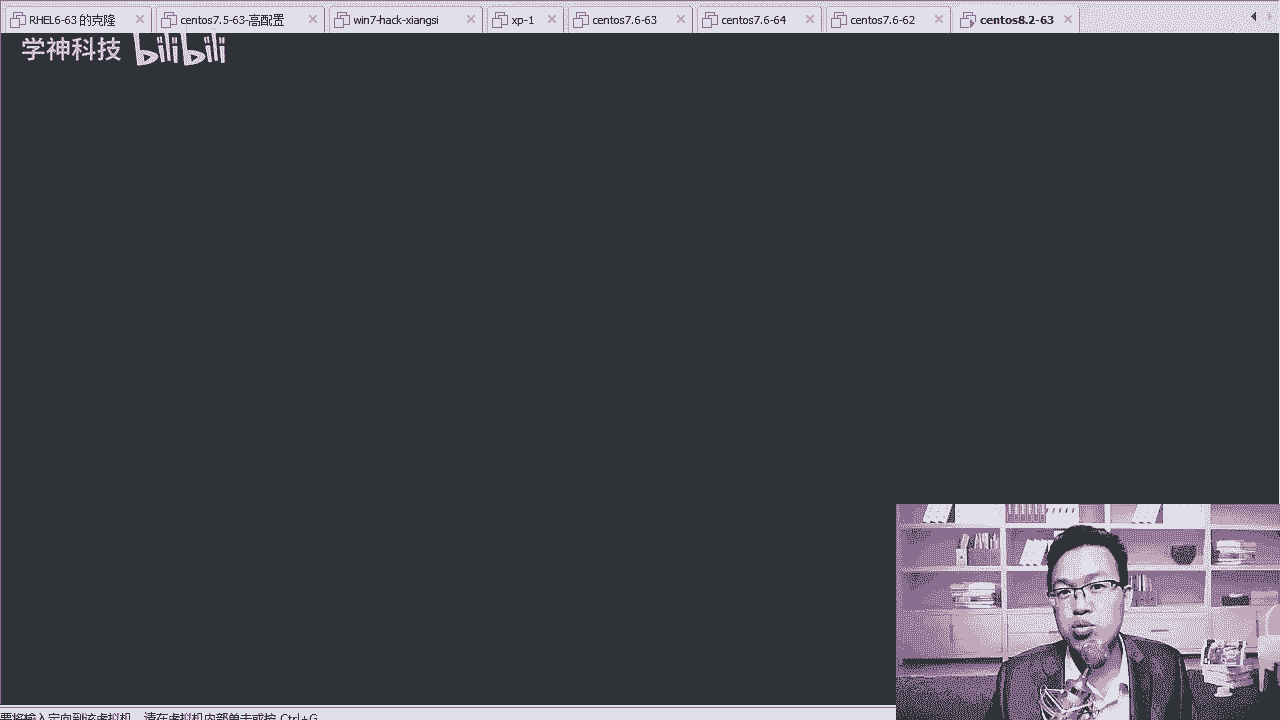 RHEL6-63 的克隆
centos7.5-63-高配置
win7-hack-xiangsi
xp-1
centos7.6-63
centos7.6-64
centos7.6-62
centos8.2-63
学神科技 bilibili
要将输入定向到该虚拟机，请在虚拟机内部单击或按 Ctrl+G